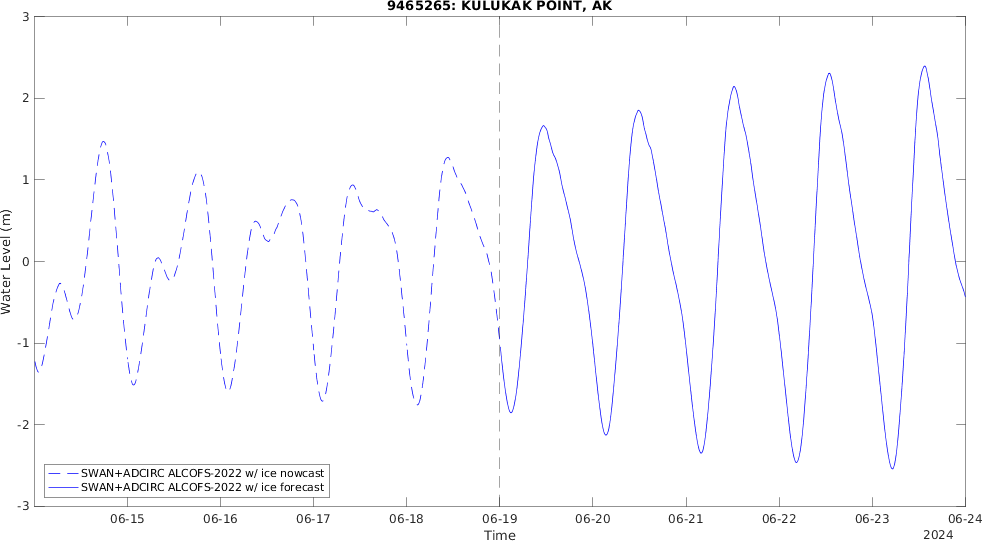 9465265: KULUKAK POINT, AK
Water Level (m)
3
2
1
0
-1
-2
-3
SWAN+ADCIRC ALCOFS-2022 w/ ice nowcast
SWAN+ADCIRC ALCOFS-2022 w/ ice forecast
06-15 06-16 06-17 06-18 06-19 06-20 06-21 06-22 06-23 06-24
Time 2024